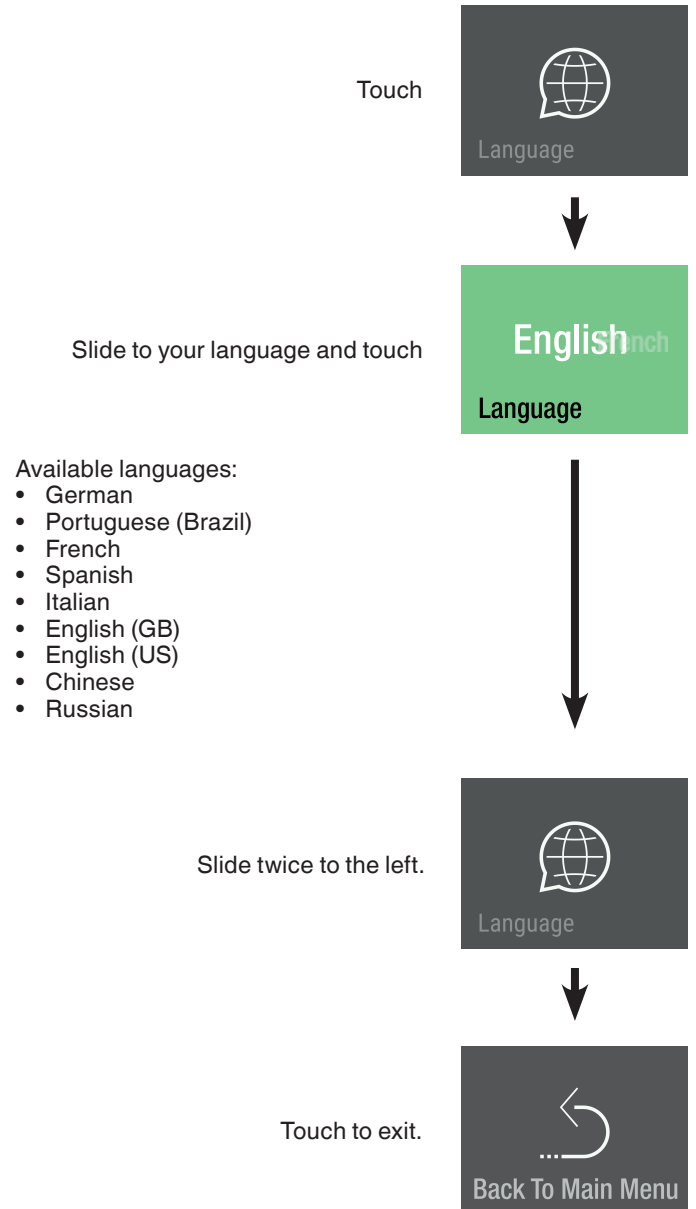 Touch
Language
Slide to your language and touch
English French
Language
Available languages:
• German
• Portuguese (Brazil)
• French
• Spanish
• Italian
• English (GB)
• English (US)
• Chinese
• Russian
Slide twice to the left.
Language
Touch to exit.
Back To Main Menu